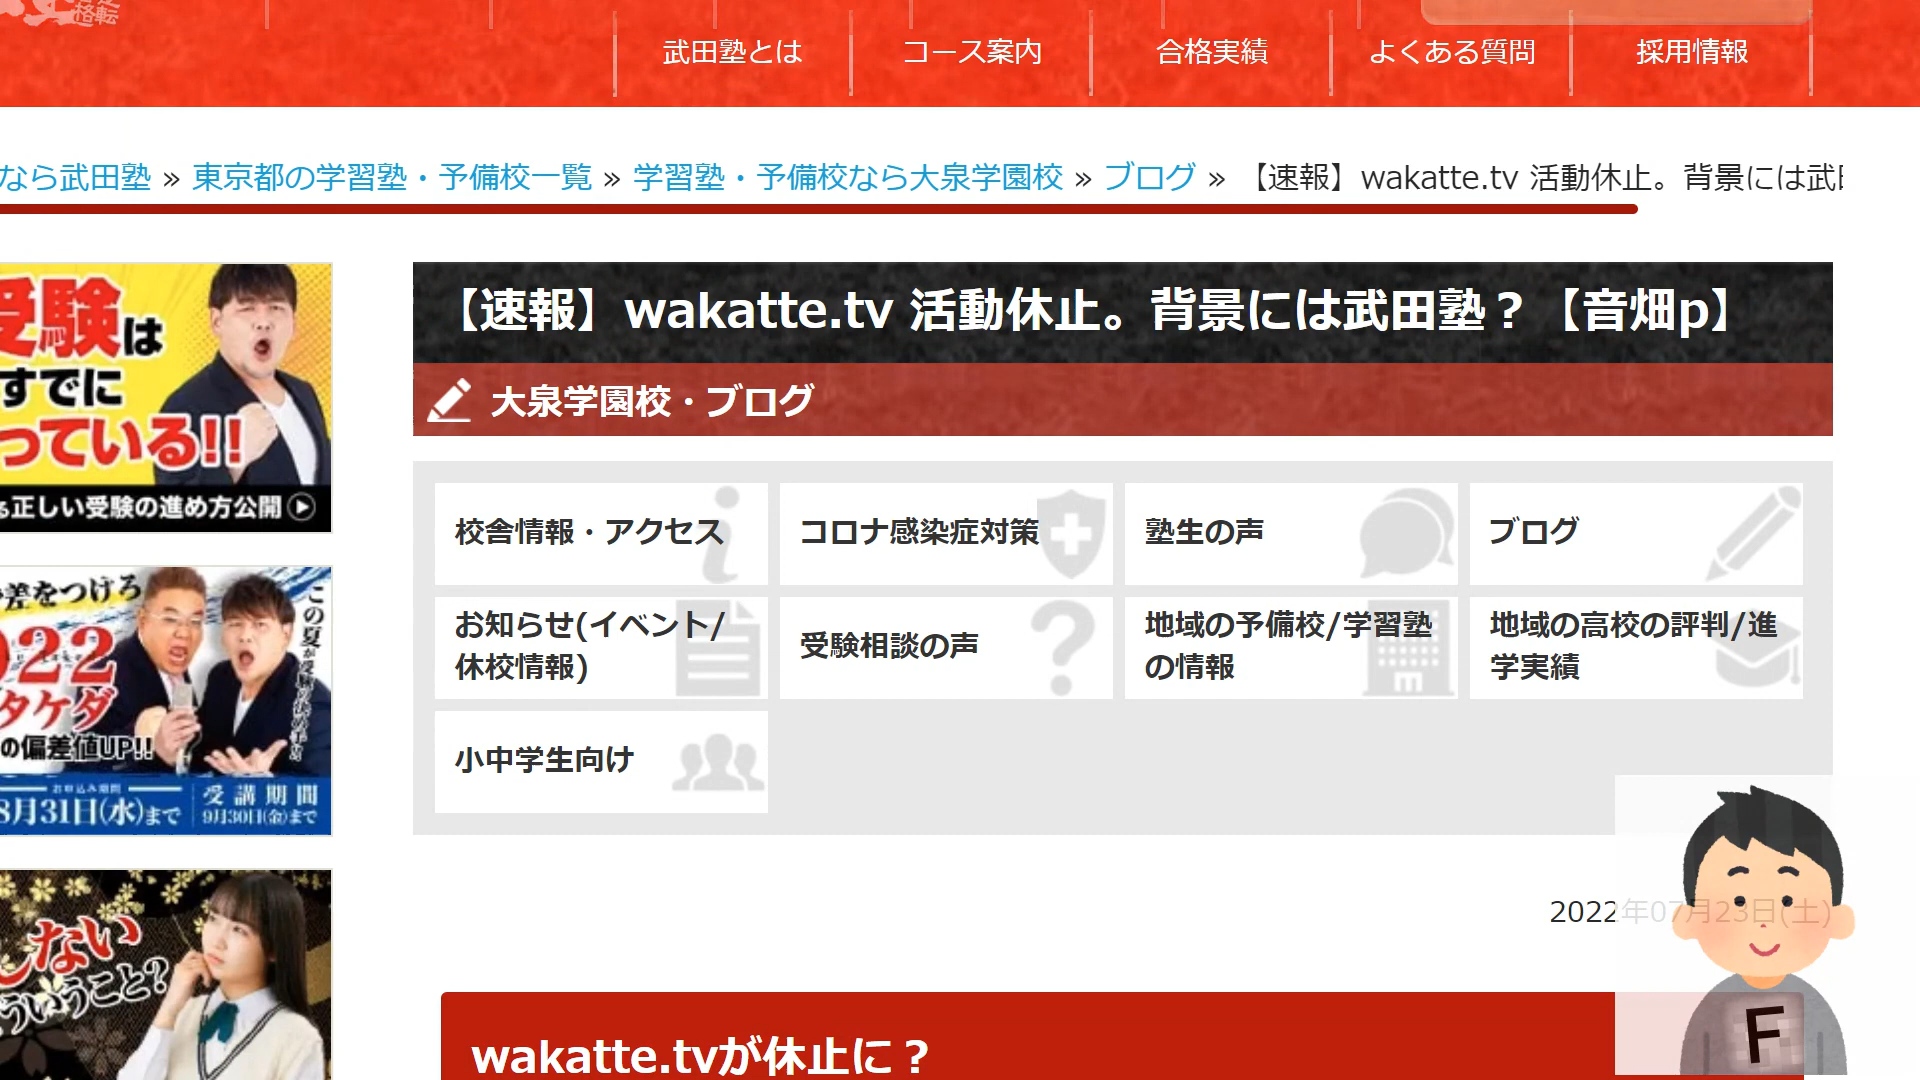 武田塾とは
コース案内
合格実績
よくある質問
採用情報
なら武田塾 » 東京都の学習塾・予備校一覧 » 学習塾・予備校なら大泉学園校 » ブログ » 【速報】wakatte.tv 活動休止。背景には武
受験は
すでに
っている!!
正しい受験の進め方公開
差をつけろ
022
タケダ
の偏差値UP!!
この夏が
お申込み期間
8月31日(水)まで
受講期間
9月30日(金)まで
しない
ういうこと?
【速報】wakatte.tv 活動休止。背景には武田塾？【音畑p】
大泉学園校・ブログ
校舎情報・アクセス
コロナ感染症対策
塾生の声
ブログ
お知らせ(イベント/
休校情報)
受験相談の声
地域の予備校/学習塾
の情報
地域の高校の評判/進
学実績
小中学生向け
2022年07月23日(土)
wakatte.tvが休止に？
F